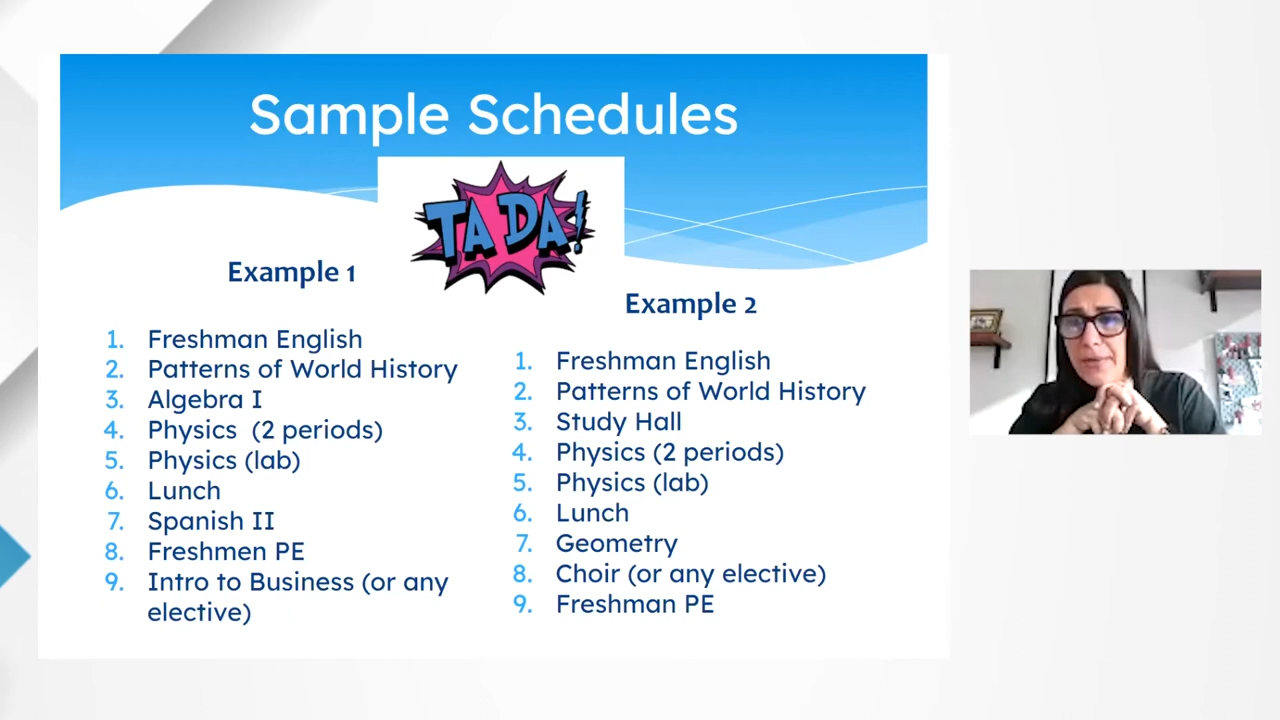 Sample Schedules
TA DA!
Example 1
1. Freshman English
2. Patterns of World History
3. Algebra I
4. Physics (2 periods)
5. Physics (lab)
6. Lunch
7. Spanish II
8. Freshmen PE
9. Intro to Business (or any
elective)
Example 2
1. Freshman English
2. Patterns of World History
3. Study Hall
4. Physics (2 periods)
5. Physics (lab)
6. Lunch
7. Geometry
8. Choir (or any elective)
9. Freshman PE